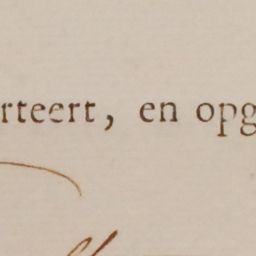 rteert, en opg